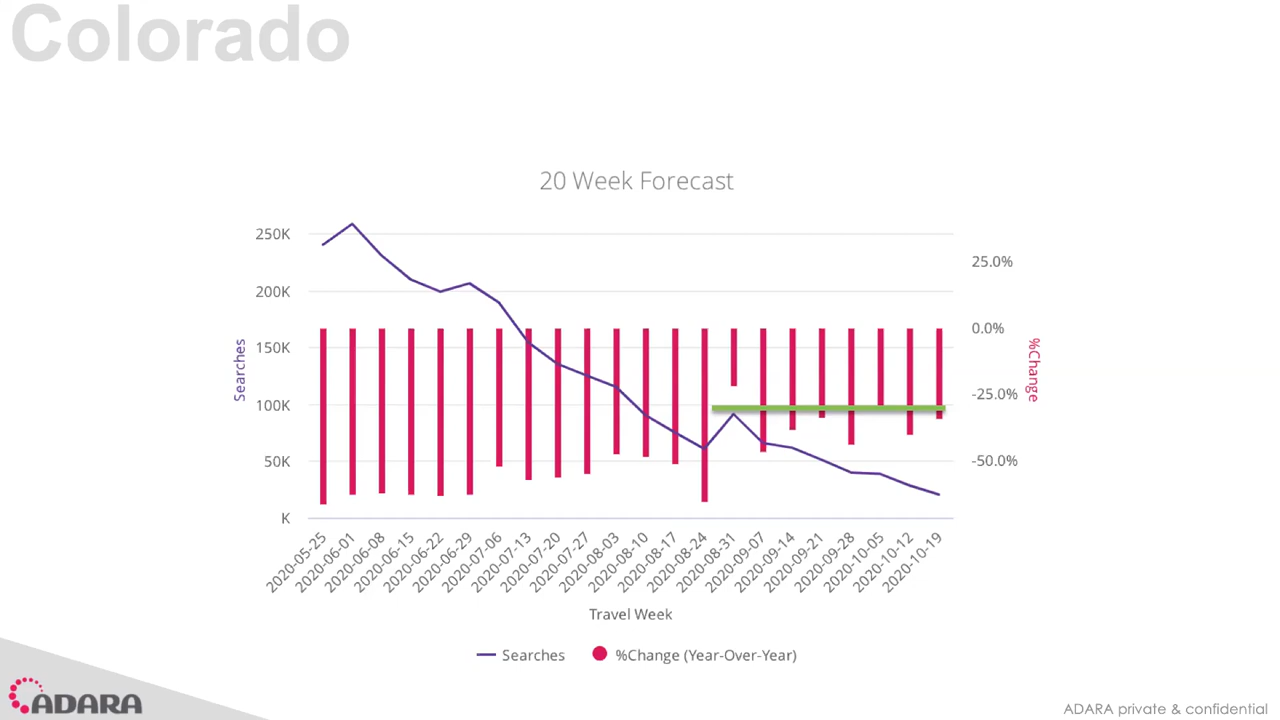 Colorado
20 Week Forecast
250K
200K
150K
100K
50K
K
Searches
25.0%
0.0%
-25.0%
-50.0%
%Change
2020-05-25
2020-06-01
2020-06-08
2020-06-15
2020-06-22
2020-06-29
2020-07-06
2020-07-13
2020-07-20
2020-07-27
2020-08-03
2020-08-10
2020-08-17
2020-08-24
2020-08-31
2020-09-07
2020-09-14
2020-09-21
2020-09-28
2020-10-05
2020-10-12
2020-10-19
Travel Week
Searches
%Change (Year-Over-Year)
ADARA
ADARA private & confidential